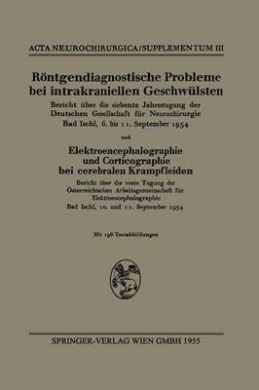 ACTA NEUROCHIRURGICA/SUPPLEMENTUM III
Röntgendiagnostische Probleme
bei intrakraniellen Geschwülsten
Bericht über die siebente Jahrestagung der
Deutschen Gesellschaft für Neurochirurgie
Bad Ischl, 6. bis 11. September 1954
und
Elektroencephalographie
und Corticographie
bei cerebralen Krampfleiden
Bericht über die erste Tagung der
Österreichischen Arbeitsgemeinschaft für
Elektroencephalographie
Bad Ischl, 10. und 11. September 1954
Mit 198 Textabbildungen
SPRINGER-VERLAG WIEN GMBH 1955